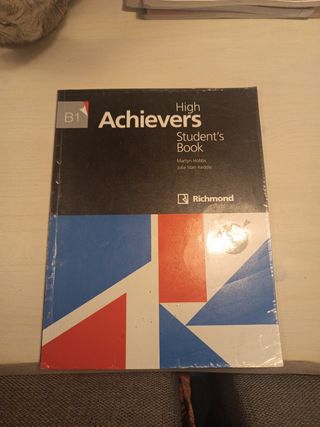 B1
High
Achievers
Student's
Book
Martyn Hobbs
Julia Starr Keddle
Richmond